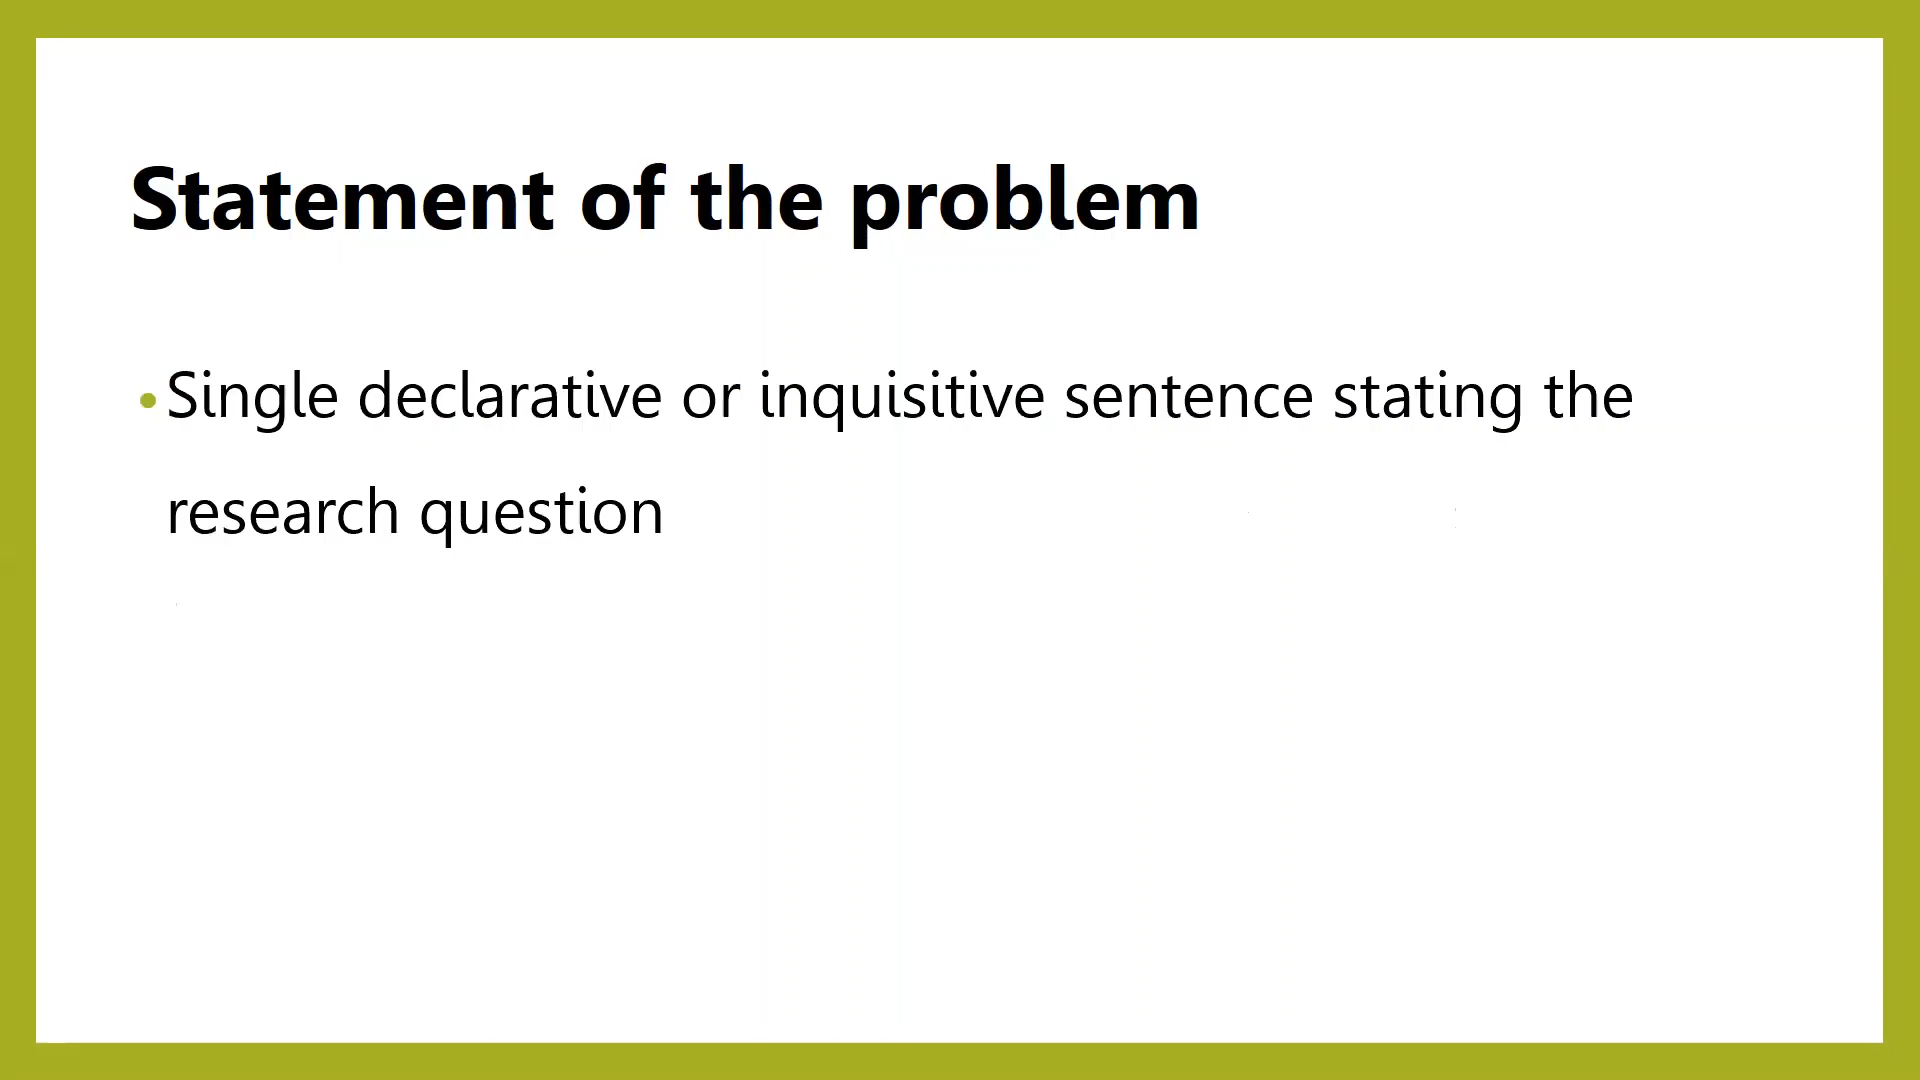 Statement of the problem
• Single declarative or inquisitive sentence stating the
research question